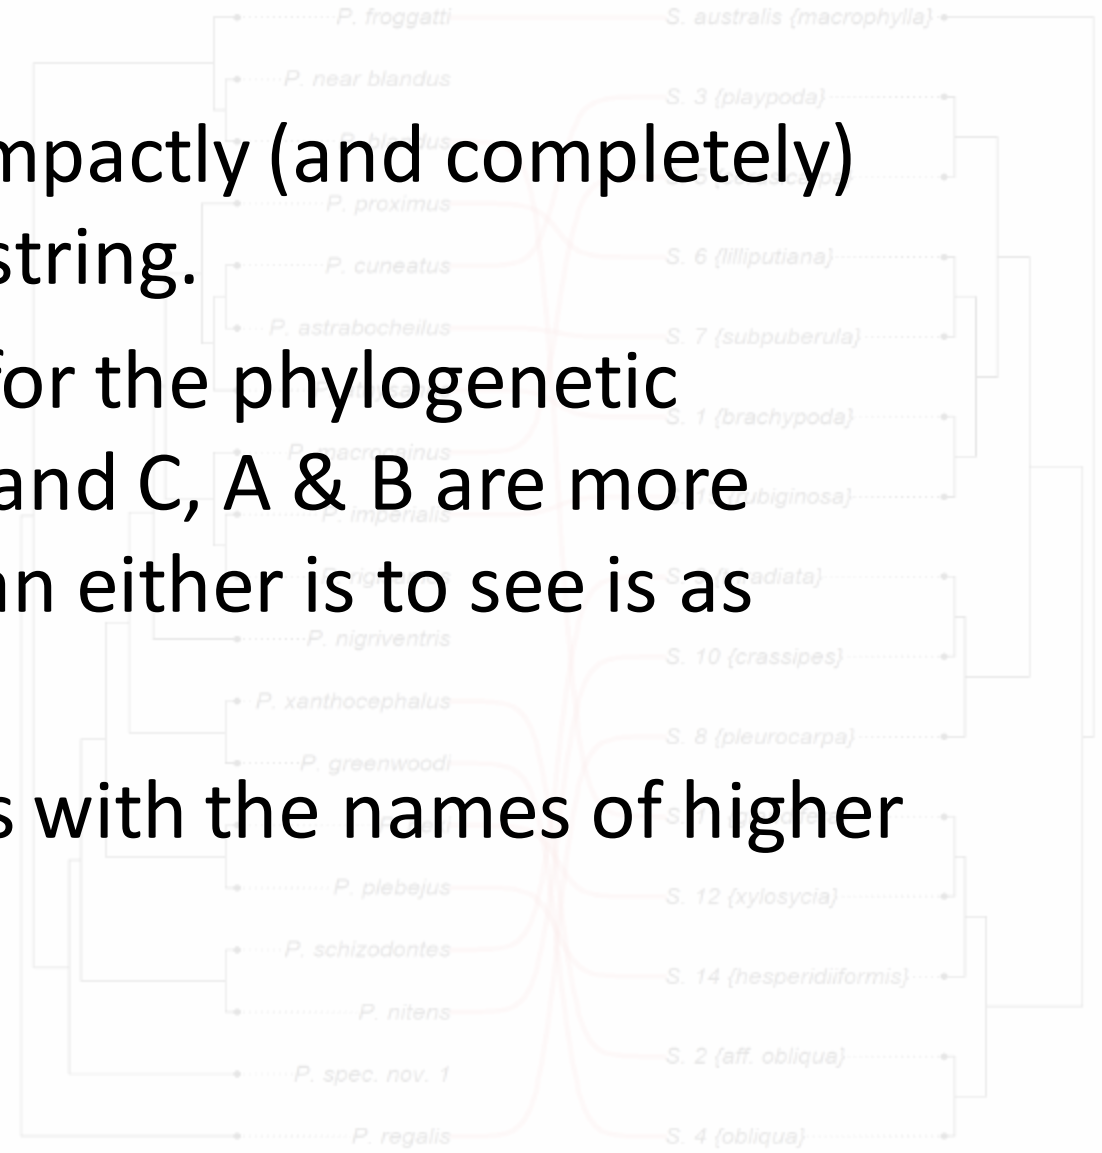 P. froggatti S. australis {macrophylla}
P. near blandus
S. 3 {playpoda}
mpactly (and completely)
P. proximus
string.
S. 6 {lilliputiana}
P. cuneatus
P. astrabocheilus
S. 7 {subpuberula}
for the phylogenetic
S. 1 {brachypoda}
P. macrocainus
and C, A & B are more
P. imperialis
an either is to see is as
P. nigriventris
S. 10 {crassipes}
P. xanthocephalus
S. 8 {pleurocarpa}
P. greenwoodi
s with the names of higher
P. plebejus
S. 12 {xylosycia}
P. schizodontes
S. 14 {hesperidiiformis}
P. nitens
S. 2 {aff. obliqua}
P. spec. nov. 1
P. regalis S. 4 {obliqua}